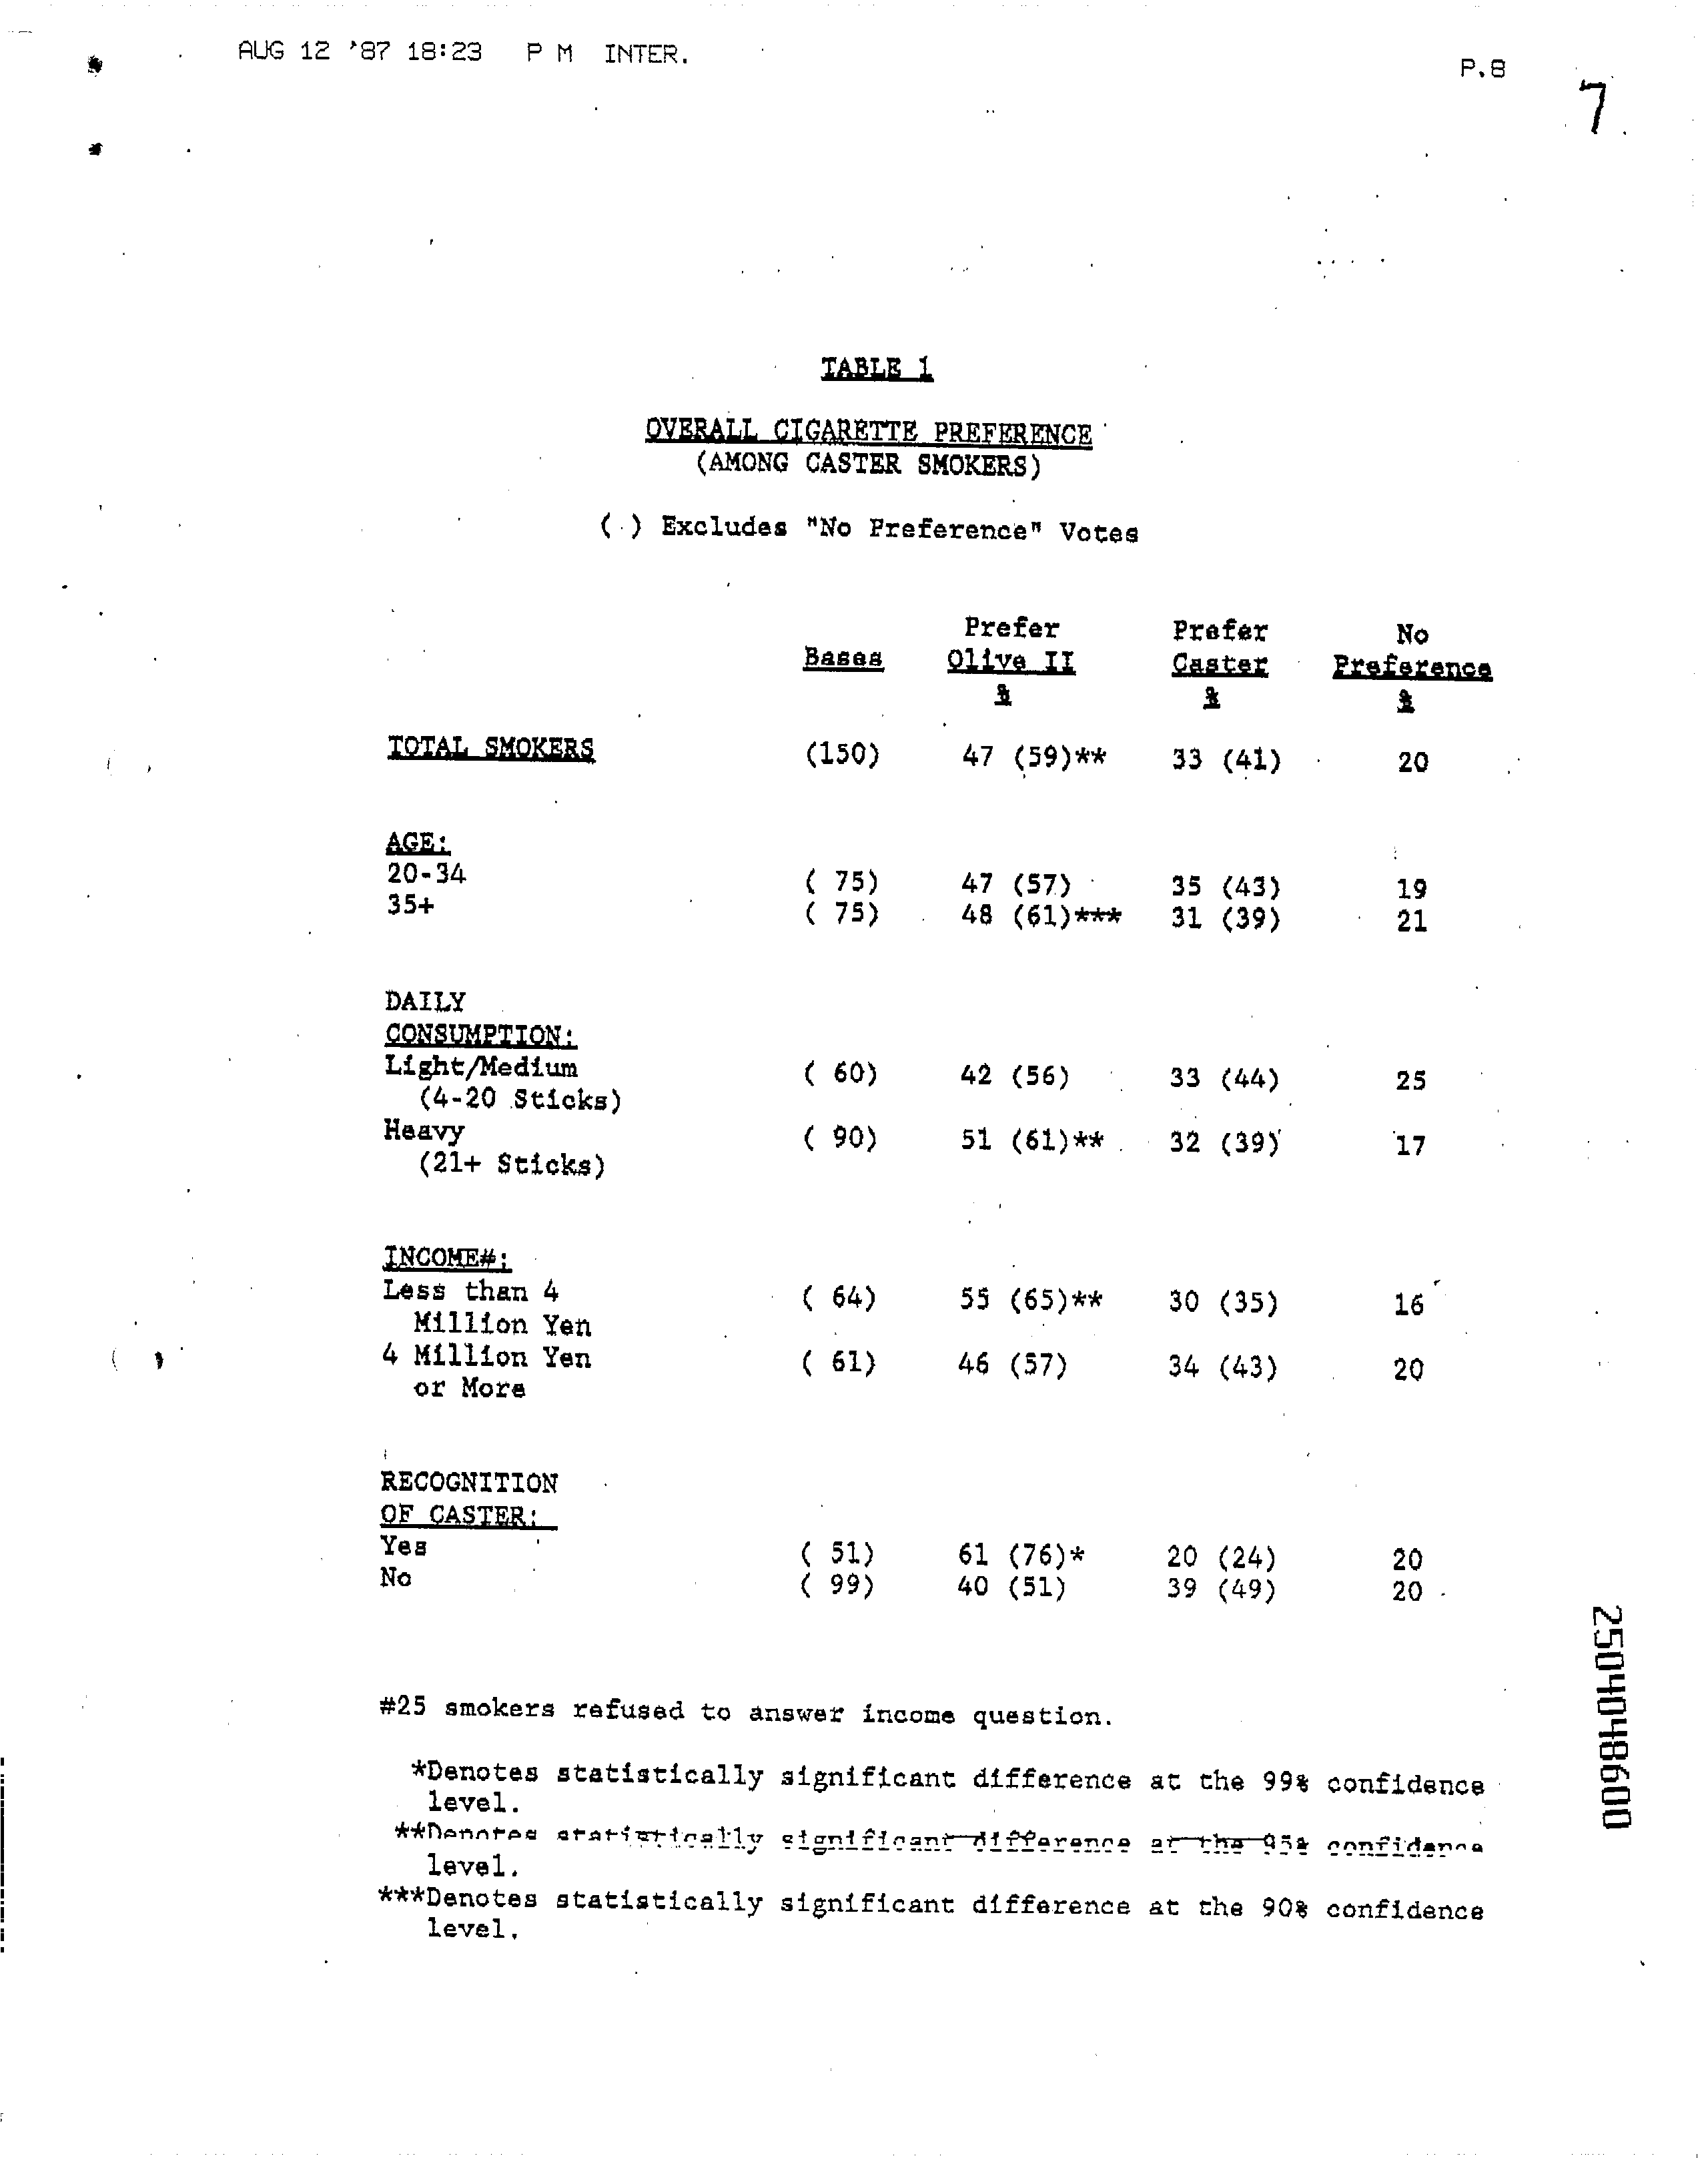 AUG 12 '87 18:23 P M INTER.
P.8
7
TABLE 1
OVERALL CIGARETTE PREFERENCE
(AMONG CASTER SMOKERS)
( ) Excludes "No Preference" Votes
Prefer Prefer No
Bases Olive II Caster Preference
% % %
TOTAL SMOKERS (150) 47 (59)** 33 (41) 20
AGE:
20-34 ( 75) 47 (57) 35 (43) 19
35+ ( 75) 48 (61)*** 31 (39) 21
DAILY
CONSUMPTION:
Light/Medium ( 60) 42 (56) 33 (44) 25
(4-20 Sticks)
Heavy ( 90) 51 (61)** 32 (39) 17
(21+ Sticks)
INCOME#:
Less than 4 ( 64) 55 (65)** 30 (35) 16
Million Yen
4 Million Yen ( 61) 46 (57) 34 (43) 20
or More
RECOGNITION
OF CASTER:
Yes ( 51) 61 (76)* 20 (24) 20
No ( 99) 40 (51) 39 (49) 20
#25 smokers refused to answer income question.
*Denotes statistically significant difference at the 99% confidence
level.
**Denotes statistically significant difference at the 95% confidence
level.
***Denotes statistically significant difference at the 90% confidence
level.
2504048600